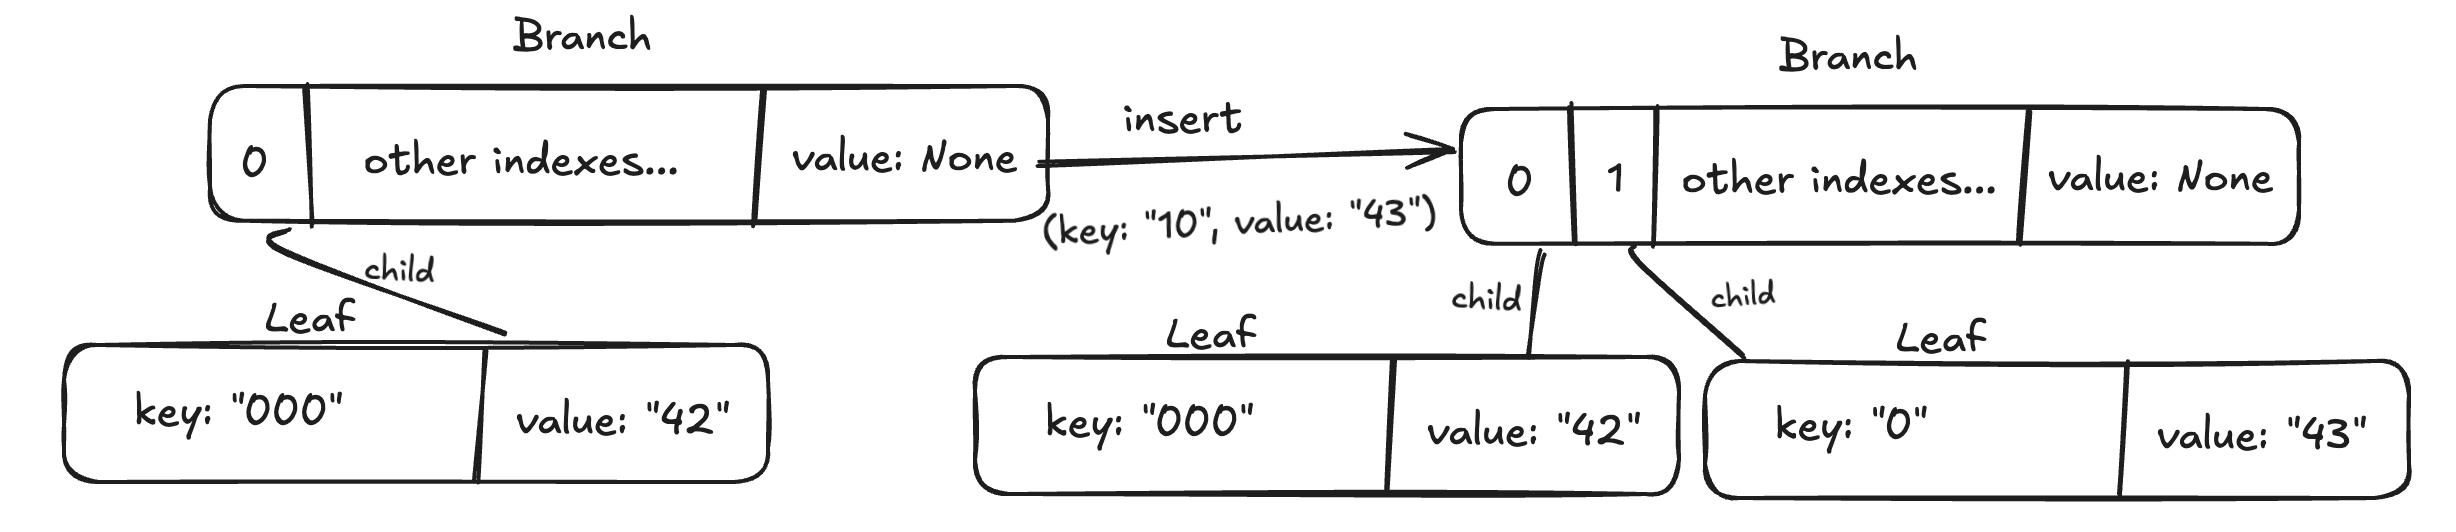 Branch
0
other indexes...
value: None
child
Leaf
key: "000"
value: "42"
insert
(key: "10", value: "43")
Branch
0
1
other indexes...
value: None
child
child
Leaf
key: "000"
value: "42"
Leaf
key: "0"
value: "43"